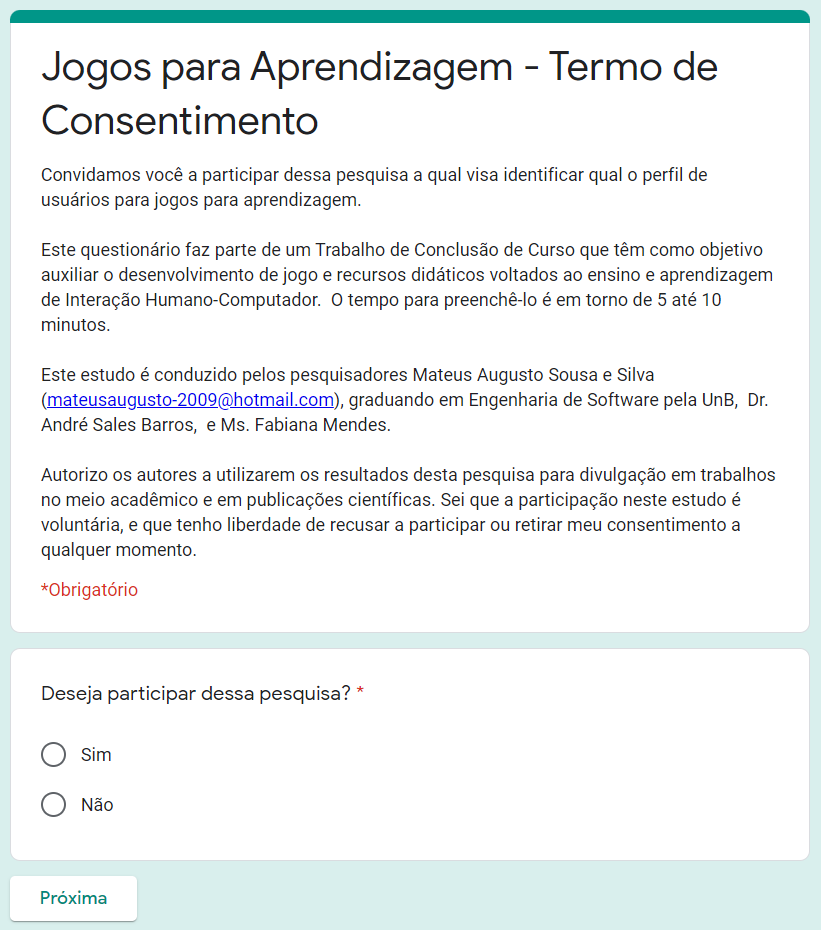 Jogos para Aprendizagem - Termo de
Consentimento
Convidamos você a participar dessa pesquisa a qual visa identificar qual o perfil de
usuários para jogos para aprendizagem.
Este questionário faz parte de um Trabalho de Conclusão de Curso que têm como objetivo
auxiliar o desenvolvimento de jogo e recursos didáticos voltados ao ensino e aprendizagem
de Interação Humano-Computador.  O tempo para preenchê-lo é em torno de 5 até 10
minutos.
Este estudo é conduzido pelos pesquisadores Mateus Augusto Sousa e Silva
(mateusaugusto-2009@hotmail.com), graduando em Engenharia de Software pela UnB,  Dr.
André Sales Barros,  e Ms. Fabiana Mendes.
Autorizo os autores a utilizarem os resultados desta pesquisa para divulgação em trabalhos
no meio acadêmico e em publicações científicas. Sei que a participação neste estudo é
voluntária, e que tenho liberdade de recusar a participar ou retirar meu consentimento a
qualquer momento.
*Obrigatório
Deseja participar dessa pesquisa? *
Sim
Não
Próxima